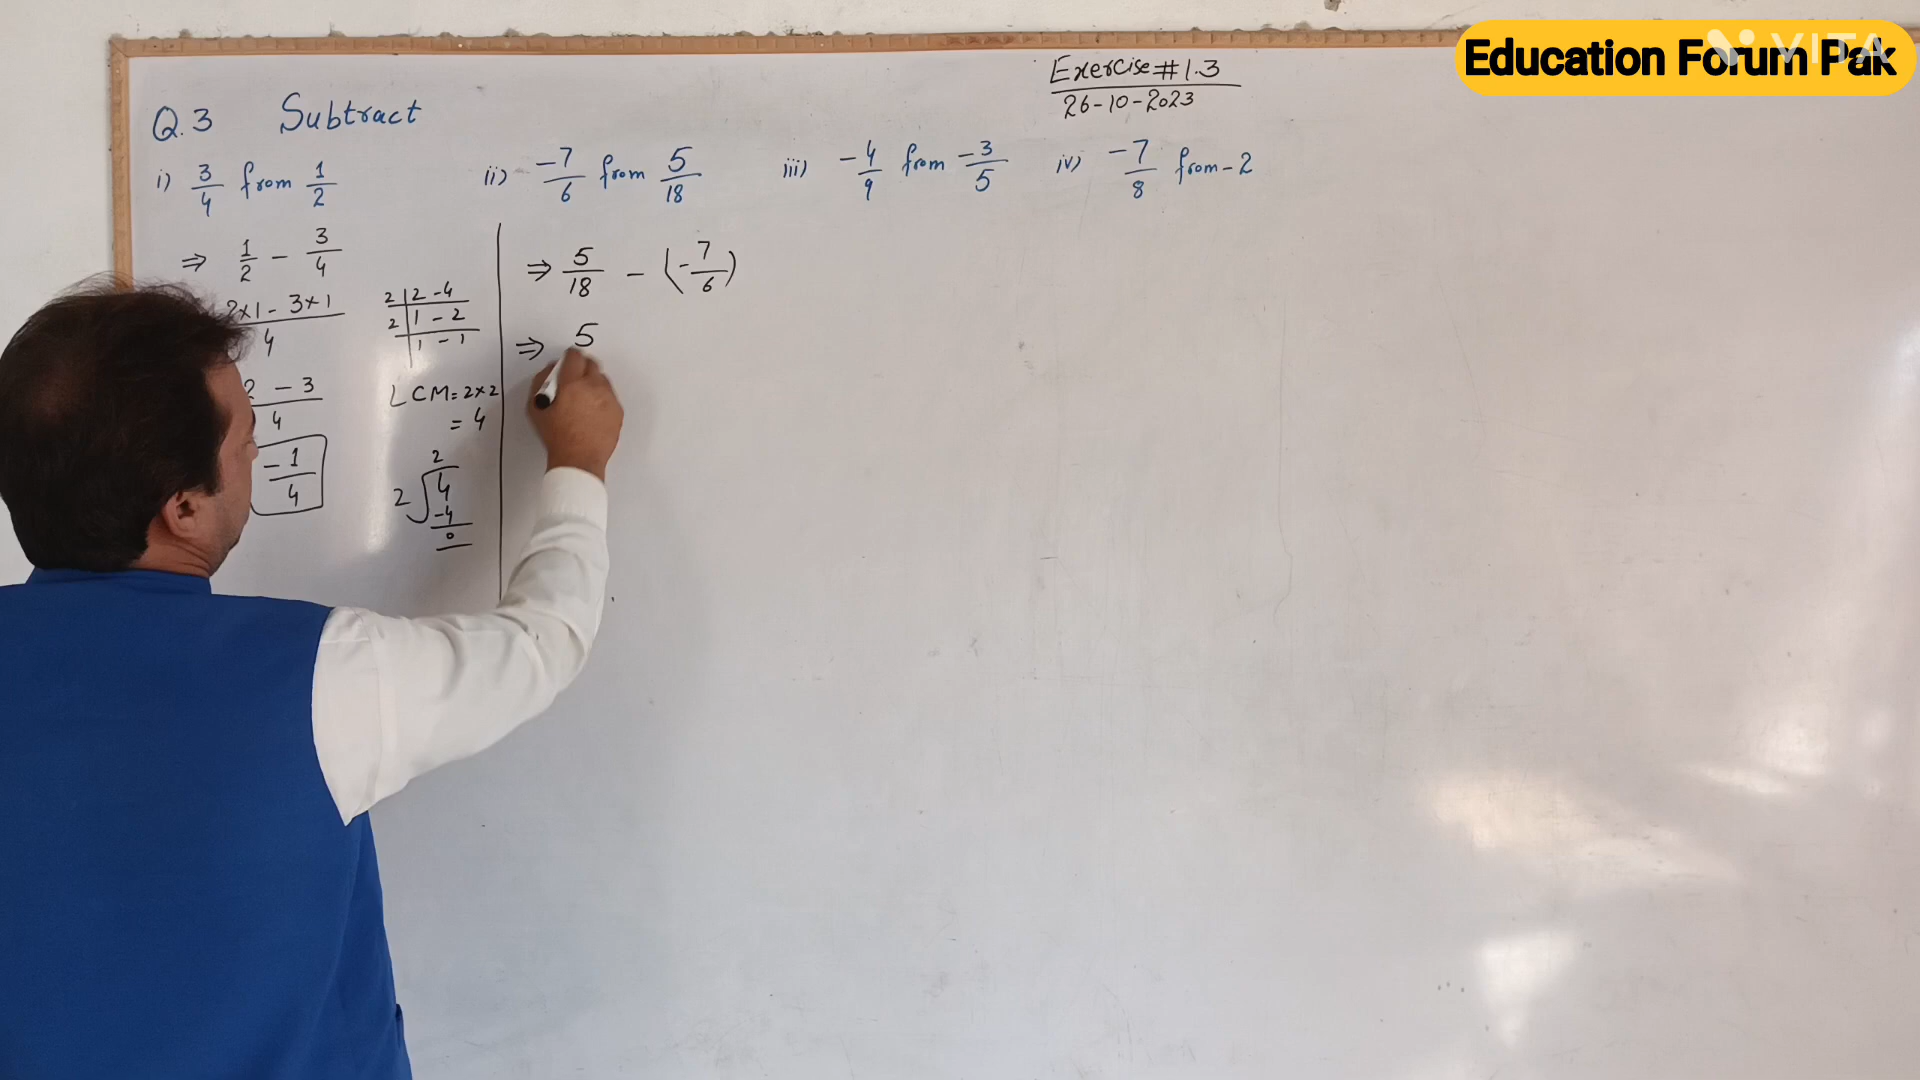 Education Forum Pak
VITA
Exercise # 1.3
26-10-2023
Q.3 Subtract
i) 3/4 from 1/2
ii) -7/6 from 5/18
iii) -4/9 from -3/5
iv) -7/8 from -2
⇒ 1/2 - 3/4
2×1 - 3×1 / 4
2 - 3 / 4
-1/4
2 | 2 - 4
2 | 1 - 2
| 1 - 1
LCM = 2×2
= 4
2
2 4
-4
0
⇒ 5/18 - (-7/6)
⇒ 5